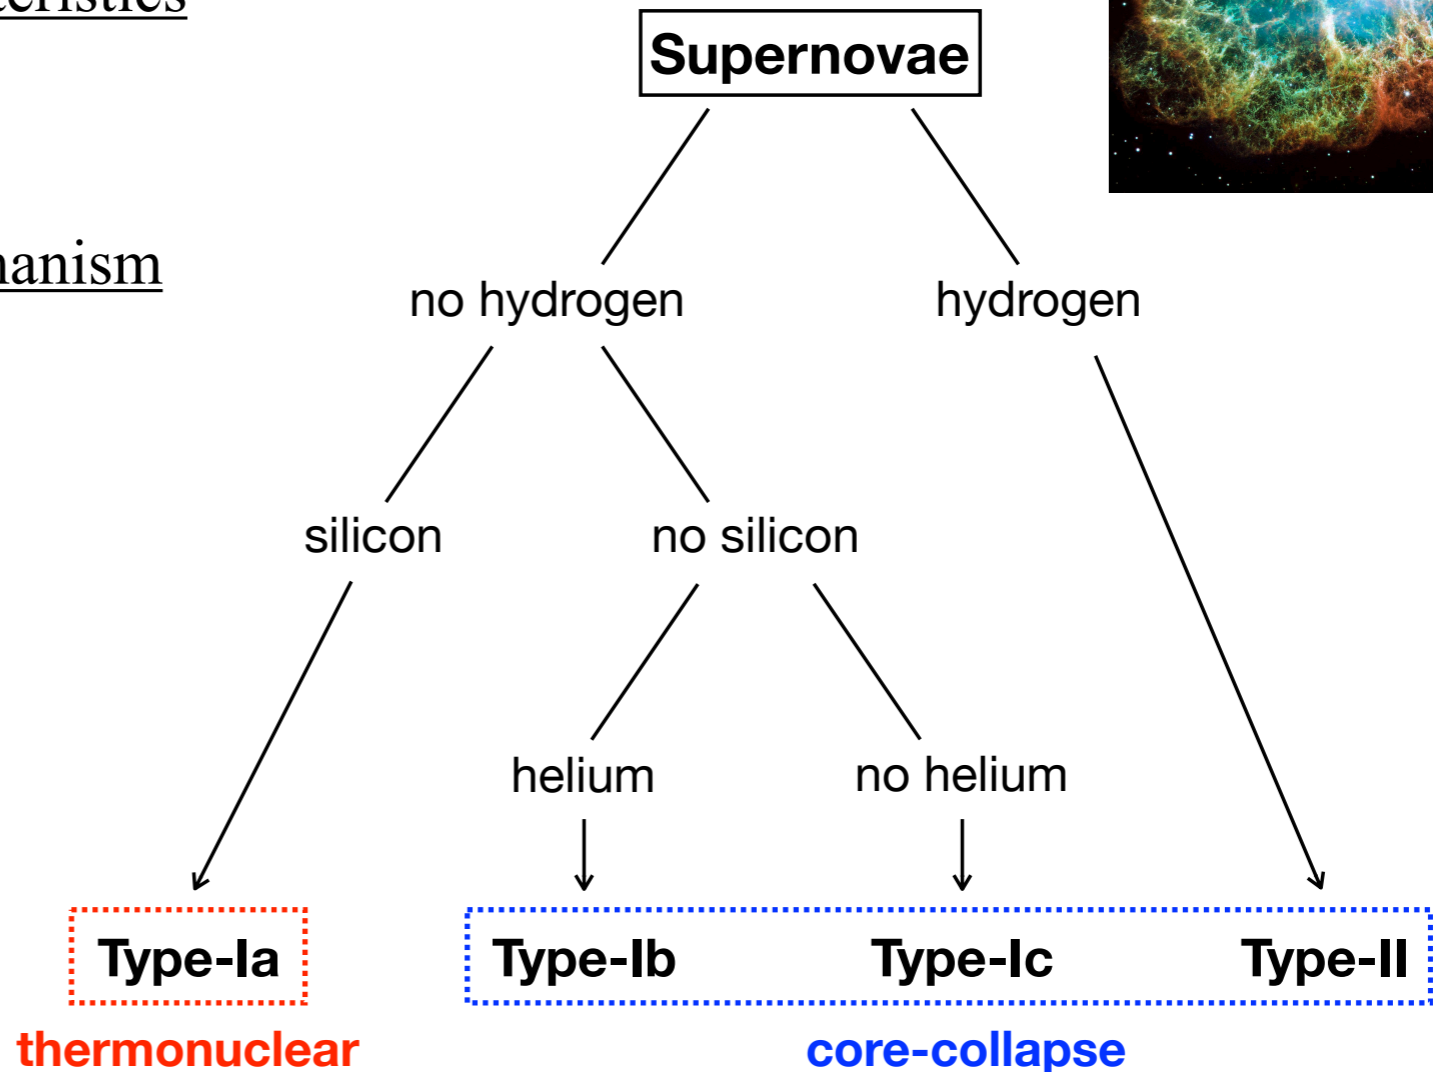 Supernovae
no hydrogen
hydrogen
silicon
no silicon
helium
no helium
Type-Ia
Type-Ib
Type-Ic
Type-II
thermonuclear
core-collapse